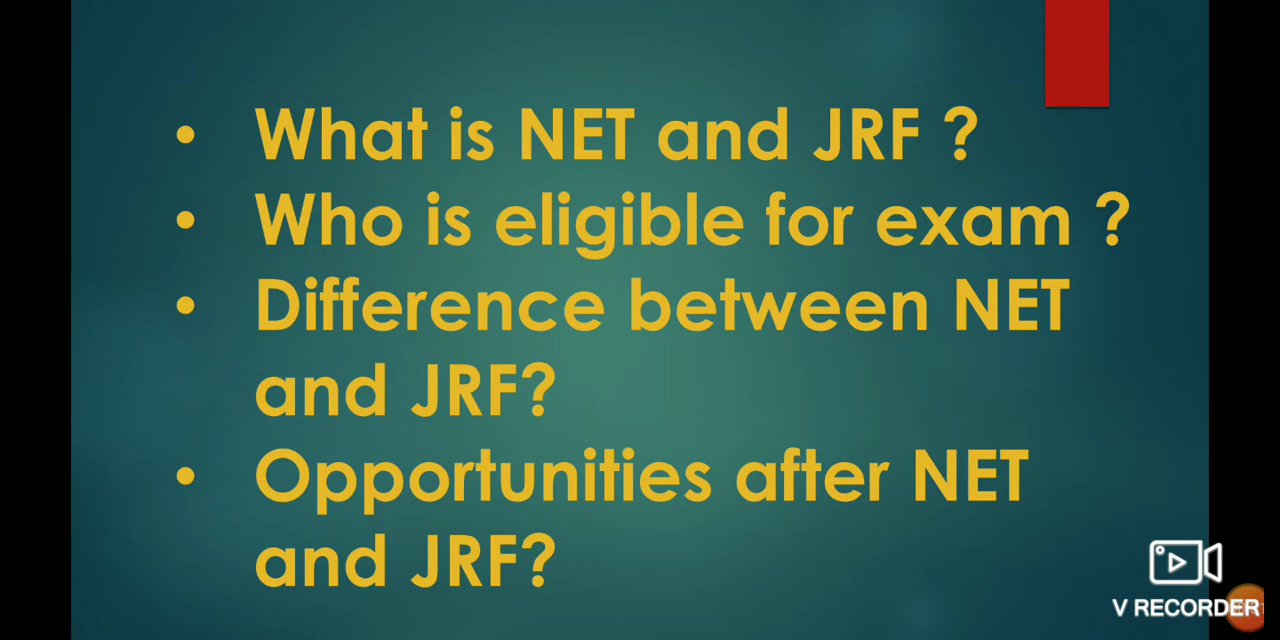 • What is NET and JRF ?
• Who is eligible for exam ?
• Difference between NET
and JRF?
• Opportunities after NET
and JRF?
V RECORDER